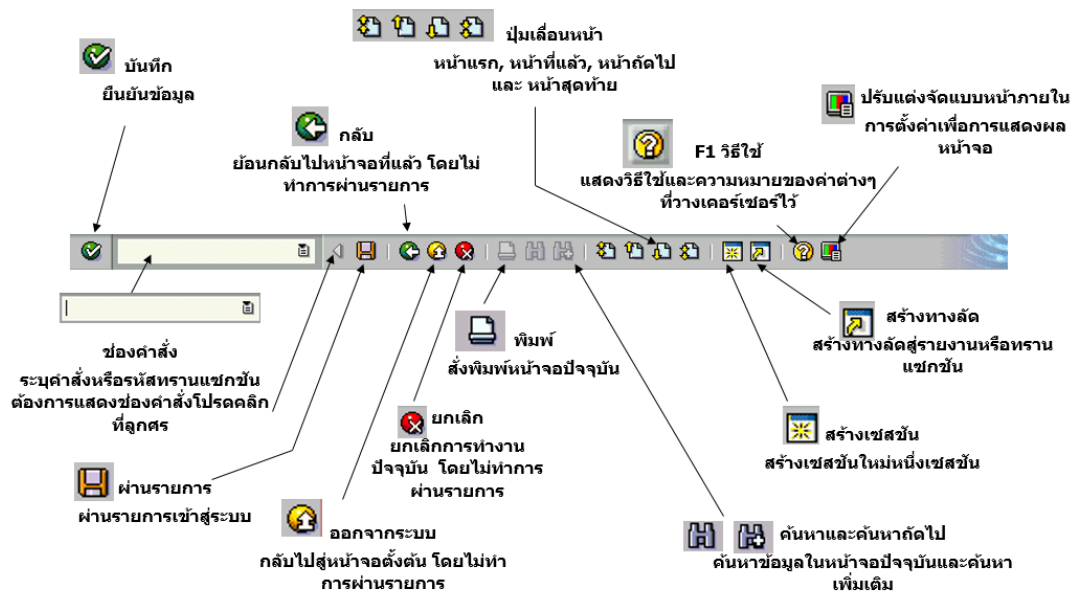 บันทึก
ยืนยันข้อมูล
ปุ่มเลื่อนหน้า
หน้าแรก, หน้าที่แล้ว, หน้าถัดไป
และ หน้าสุดท้าย
กลับ
ย้อนกลับไปหน้าจอที่แล้ว โดยไม่
ทำการผ่านรายการ
F1 วิธีใช้
แสดงวิธีใช้และความหมายของค่าต่างๆ
ที่วางเคอร์เซอร์ไว้
ปรับแต่งจัดแบบหน้าภายใน
การตั้งค่าเพื่อการแสดงผล
หน้าจอ
ช่องคำสั่ง
ระบุคำสั่งหรือรหัสทรานแซกชัน
ต้องการแสดงช่องคำสั่งโปรดคลิก
ที่ลูกศร
ผ่านรายการ
ผ่านรายการเข้าสู่ระบบ
ออกจากระบบ
กลับไปสู่หน้าจอตั้งต้น โดยไม่ทำ
การผ่านรายการ
ยกเลิก
ยกเลิกการทำงาน
ปัจจุบัน โดยไม่ทำการ
ผ่านรายการ
พิมพ์
สั่งพิมพ์หน้าจอปัจจุบัน
สร้างทางลัด
สร้างทางลัดสู่รายงานหรือทราน
แซกชัน
สร้างเซสชัน
สร้างเซสชันใหม่หนึ่งเซสชัน
ค้นหาและค้นหาถัดไป
ค้นหาข้อมูลในหน้าจอปัจจุบันและค้นหา
เพิ่มเติม